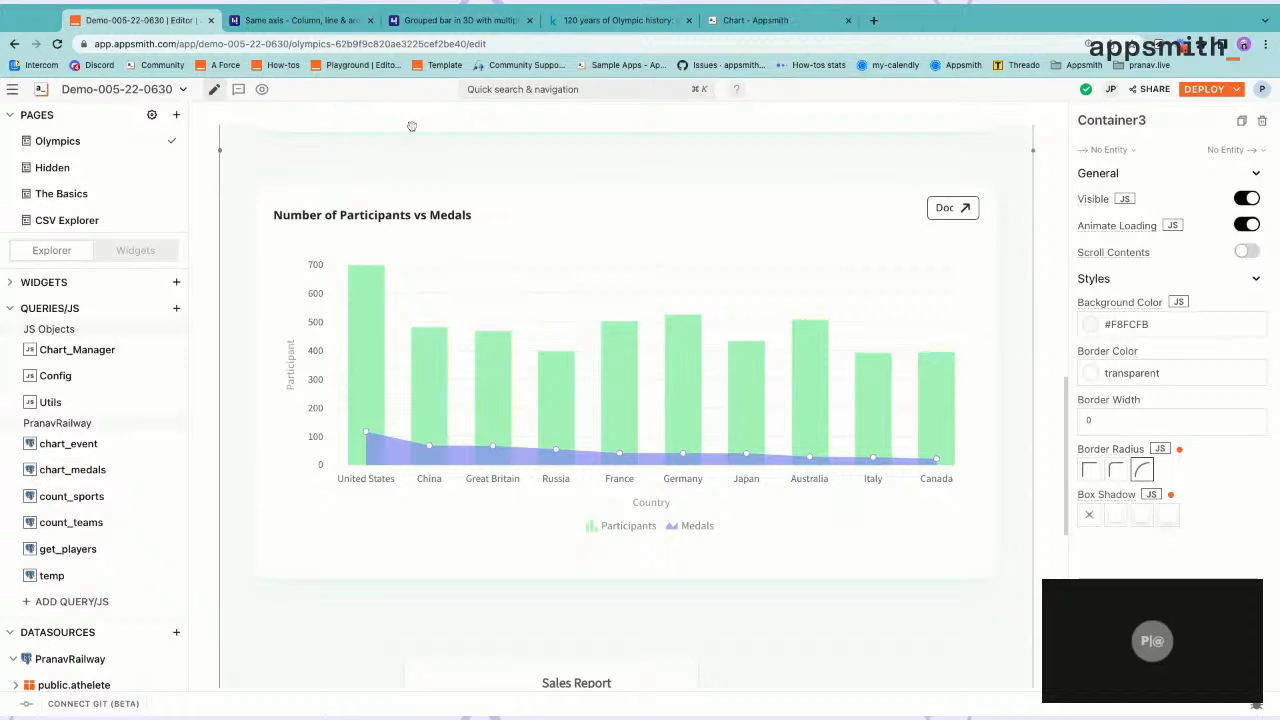 Demo-005-22-0630 | Editor |
Same axis - Column, line & are
Grouped bar in 3D with multip
120 years of Olympic history:
Chart - Appsmith
app.appsmith.com/app/demo-005-22-0630/olympics-62b9f9c820ae3225cef2be40/edit
appsmith_
Intercom
Discord
Community
A Force
How-tos
Playground | Edito...
Template
Community Suppo...
Sample Apps - Ap...
Issues · appsmith...
How-tos stats
my-calendly
Appsmith
Threado
Appsmith
pranav.live
Demo-005-22-0630
Quick search & navigation
⌘ K
?
JP
SHARE
DEPLOY
P
PAGES
Olympics
Hidden
The Basics
CSV Explorer
Explorer
Widgets
WIDGETS
QUERIES/JS
JS Objects
JS Chart_Manager
JS Config
JS Utils
PranavRailway
chart_event
chart_medals
count_sports
count_teams
get_players
temp
+ ADD QUERY/JS
DATASOURCES
PranavRailway
public.athelete
CONNECT GIT (BETA)
Number of Participants vs Medals
Doc
700
600
500
400
300
200
100
0
Participant
United States
China
Great Britain
Russia
France
Germany
Japan
Australia
Italy
Canada
Country
Participants
Medals
Sales Report
Container3
No Entity
No Entity
General
Visible JS
Animate Loading JS
Scroll Contents
Styles
Background Color JS
#F8FCFB
Border Color
transparent
Border Width
0
Border Radius JS
Box Shadow JS
P|@